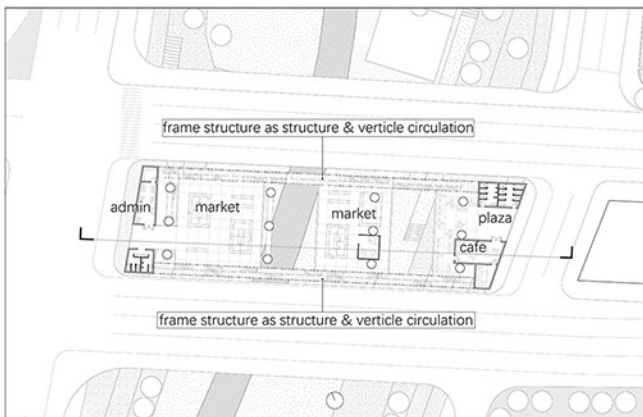 frame structure as structure & verticle circulation
admin
market
market
plaza
cafe
frame structure as structure & verticle circulation